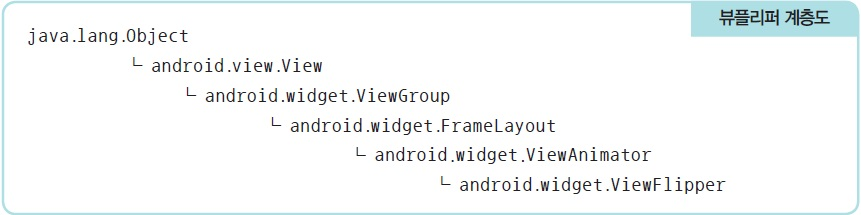 뷰플리퍼 계층도
java.lang.Object
└ android.view.View
└ android.widget.ViewGroup
└ android.widget.FrameLayout
└ android.widget.ViewAnimator
└ android.widget.ViewFlipper